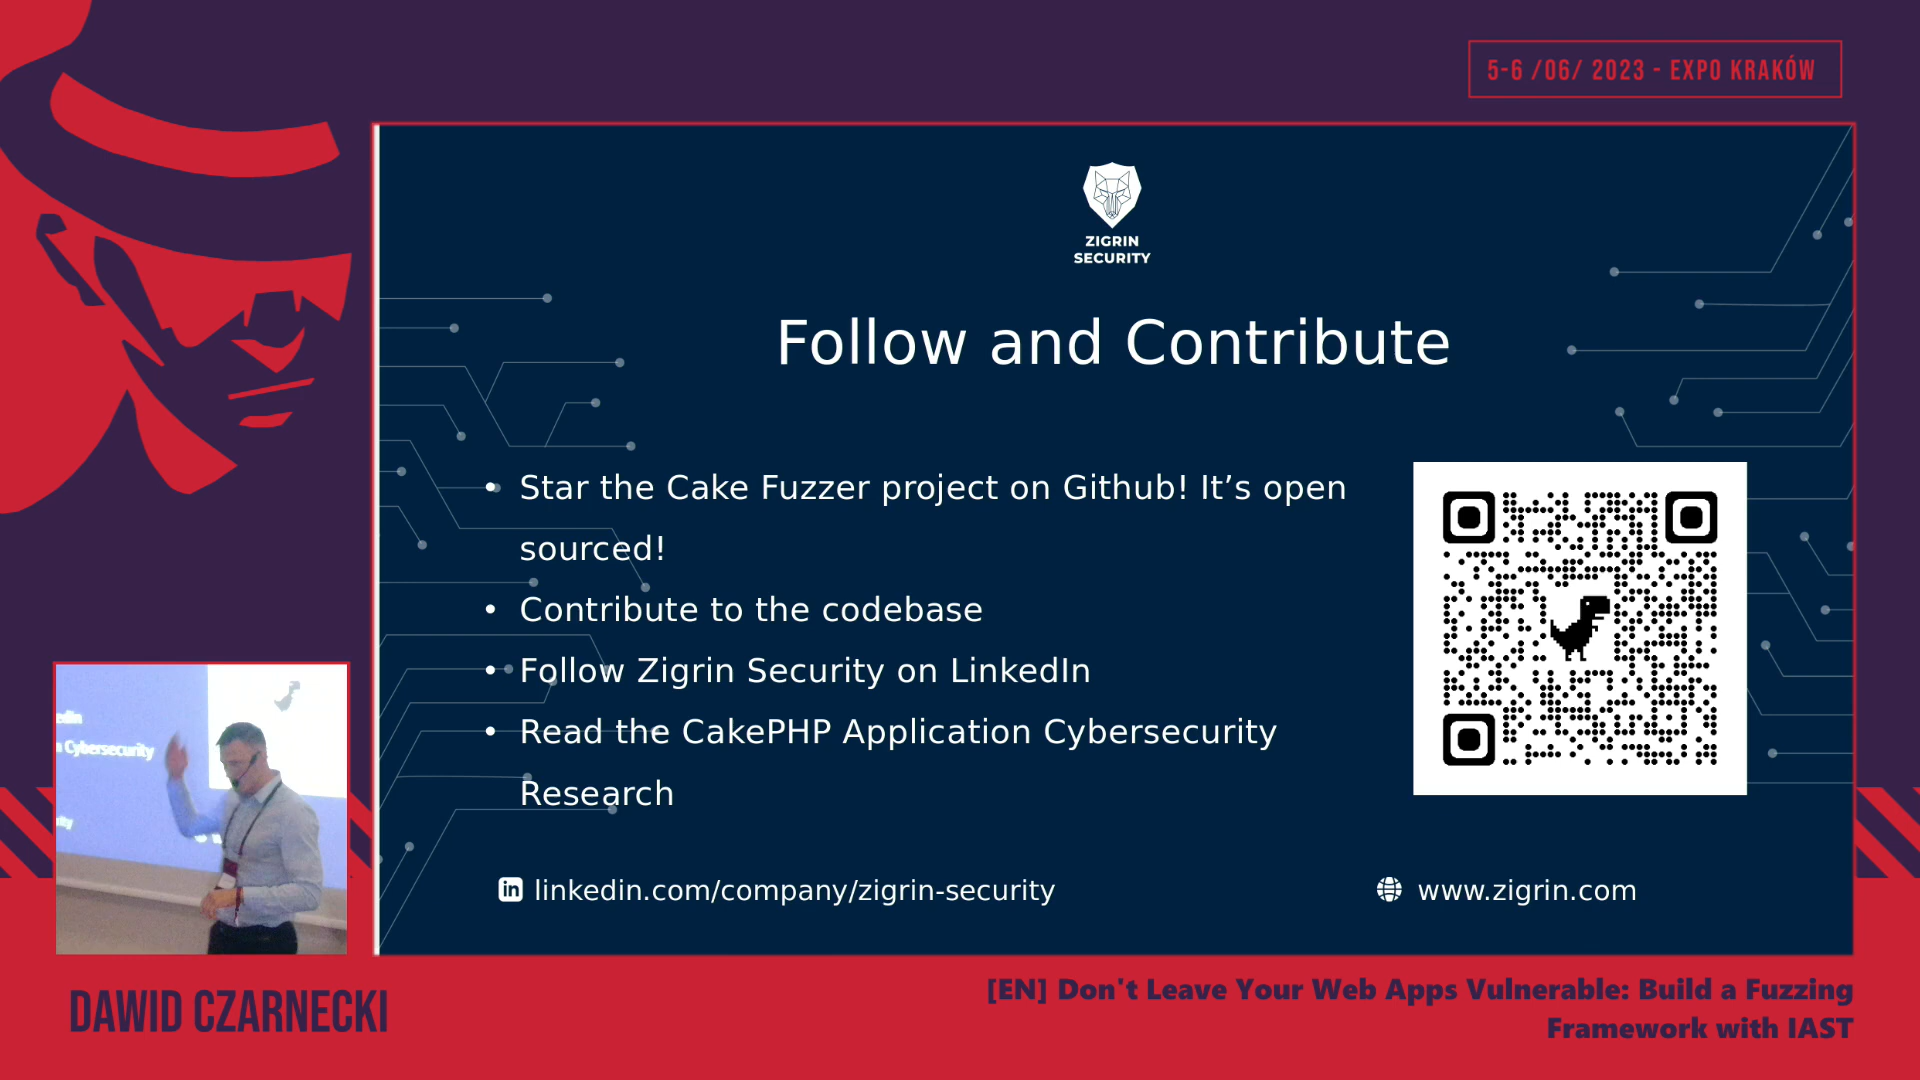 5-6 /06/ 2023 - EXPO KRAKÓW
ZIGRIN
SECURITY
Follow and Contribute
• Star the Cake Fuzzer project on Github! It’s open
sourced!
• Contribute to the codebase
• Follow Zigrin Security on LinkedIn
• Read the CakePHP Application Cybersecurity
Research
in linkedin.com/company/zigrin-security
www.zigrin.com
Cybersecurity
DAWID CZARNECKI
[EN] Don't Leave Your Web Apps Vulnerable: Build a Fuzzing
Framework with IAST